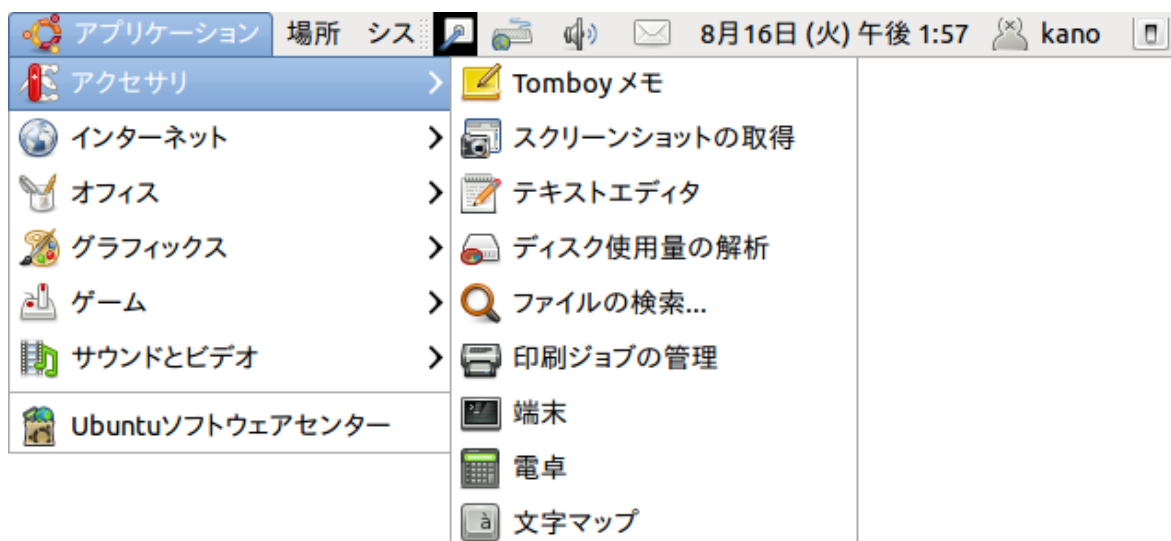 アプリケーション 場所 シス 8月16日 (火) 午後 1:57 kano
アクセサリ
インターネット
オフィス
グラフィックス
ゲーム
サウンドとビデオ
Ubuntuソフトウェアセンター
Tomboy メモ
スクリーンショットの取得
テキストエディタ
ディスク使用量の解析
ファイルの検索...
印刷ジョブの管理
端末
電卓
文字マップ